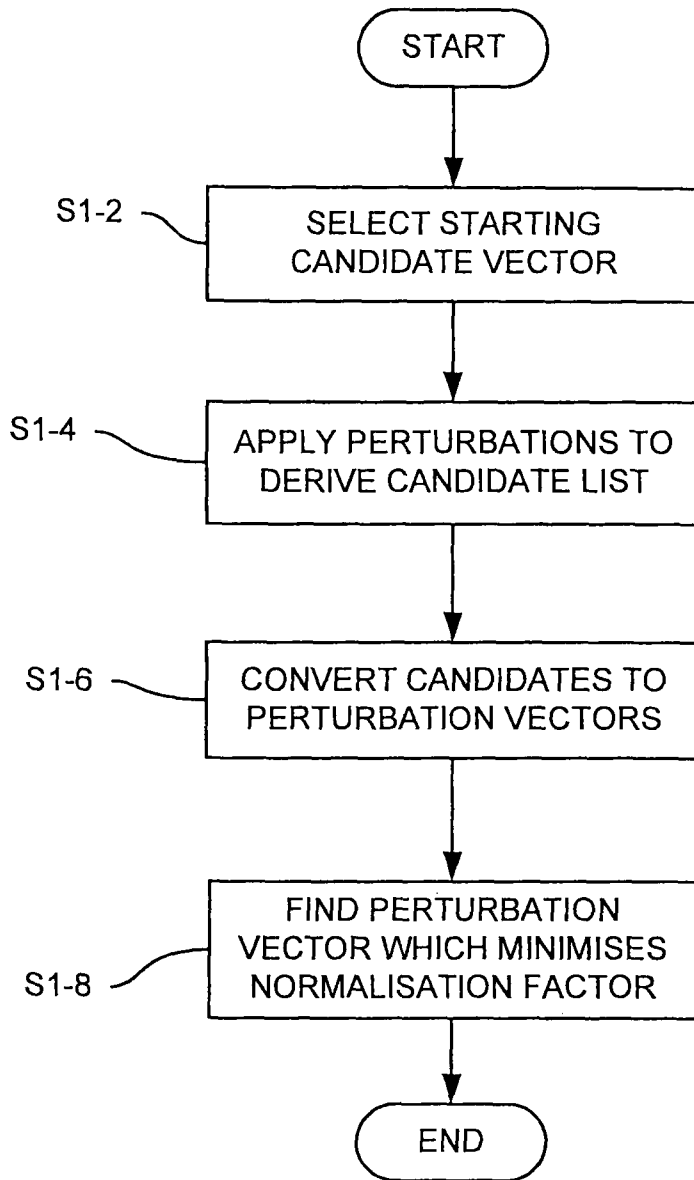 START
S1-2
SELECT STARTING
CANDIDATE VECTOR
S1-4
APPLY PERTURBATIONS TO
DERIVE CANDIDATE LIST
S1-6
CONVERT CANDIDATES TO
PERTURBATION VECTORS
S1-8
FIND PERTURBATION
VECTOR WHICH MINIMISES
NORMALISATION FACTOR
END